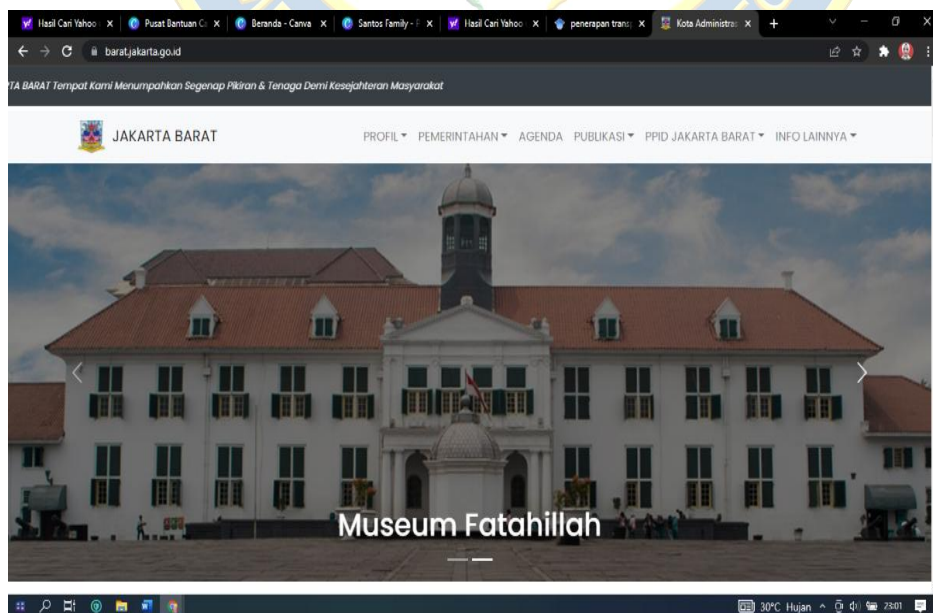 Hasil Cari Yahoo
Pusat Bantuan Ca
Beranda - Canva
Santos Family - F
Hasil Cari Yahoo
penerapan trans
Kota Administras
barat.jakarta.go.id
TA BARAT Tempat Kami Menumpahkan Segenap Pikiran & Tenaga Demi Kesejahteran Masyarakat
JAKARTA BARAT
PROFIL PEMERINTAHAN AGENDA PUBLIKASI PPID JAKARTA BARAT INFO LAINNYA
Museum Fatahillah
30°C Hujan 23:01